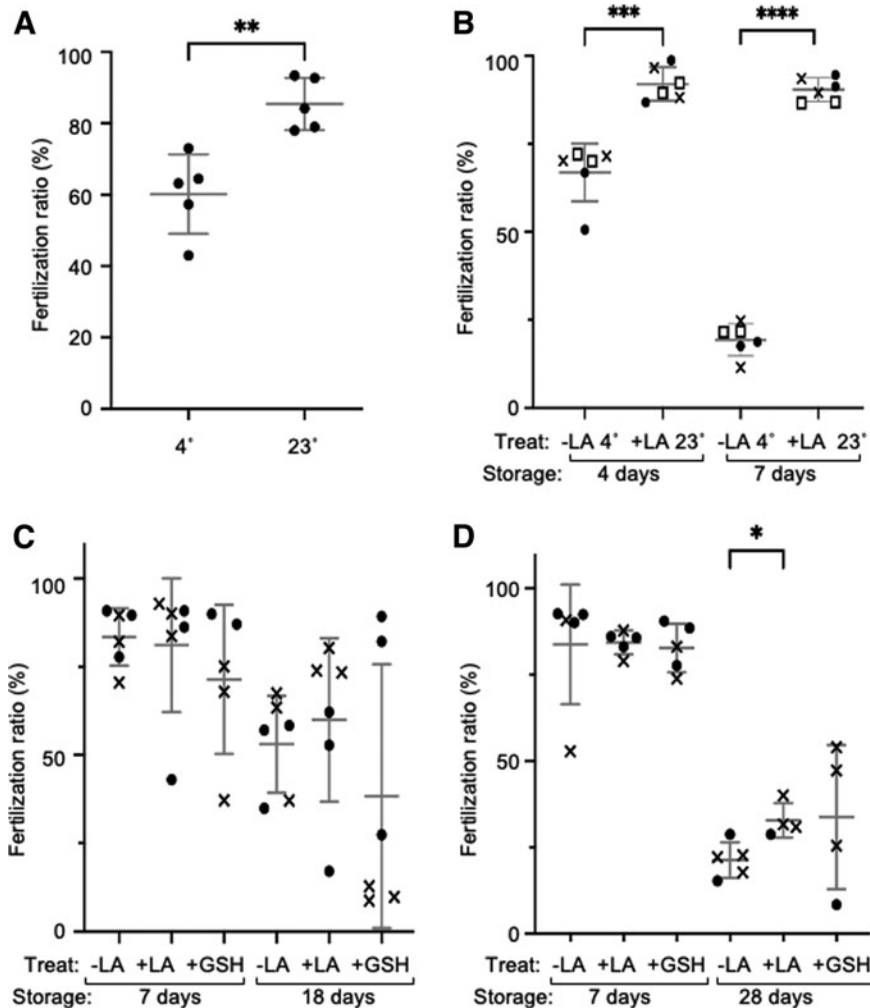 A
**
Fertilization ratio (%)
100
80
60
40
20
0
4˚
23˚
B
***
****
Fertilization ratio (%)
100
50
0
Treat: -LA 4˚ +LA 23˚ -LA 4˚ +LA 23˚
Storage: 4 days 7 days
C
Fertilization ratio (%)
100
50
0
Treat: -LA +LA +GSH -LA +LA +GSH
Storage: 7 days 18 days
D
*
Fertilization ratio (%)
100
50
0
Treat: -LA +LA +GSH -LA +LA +GSH
Storage: 7 days 28 days